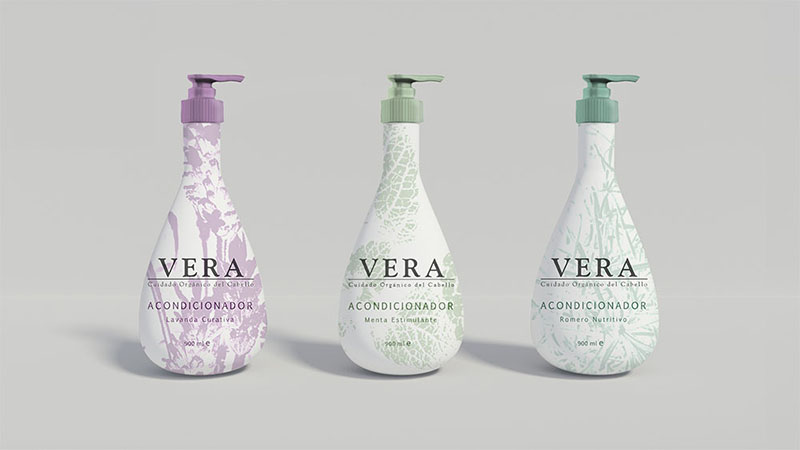 VERA
Cuidado Orgánico del Cabello
ACONDICIONADOR
Lavanda Curativa
900 ml e
VERA
Cuidado Orgánico del Cabello
ACONDICIONADOR
Menta Estimulante
900 ml e
VERA
Cuidado Orgánico del Cabello
ACONDICIONADOR
Romero Nutritivo
900 ml e